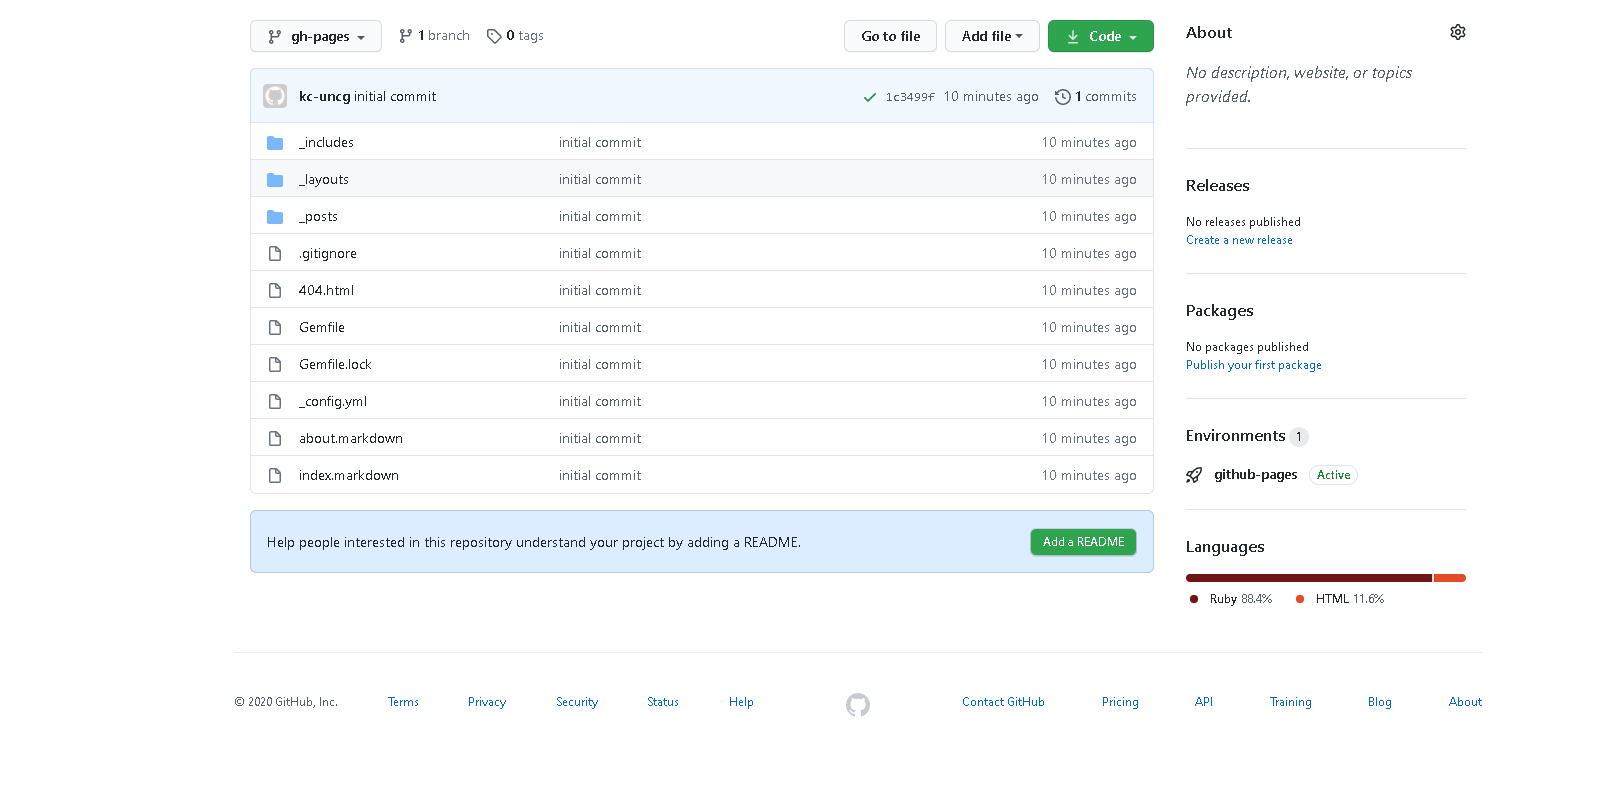 gh-pages 1 branch 0 tags Go to file Add file Code
kc-uncg initial commit 1c3499f 10 minutes ago 1 commits
_includes initial commit 10 minutes ago
_layouts initial commit 10 minutes ago
_posts initial commit 10 minutes ago
.gitignore initial commit 10 minutes ago
404.html initial commit 10 minutes ago
Gemfile initial commit 10 minutes ago
Gemfile.lock initial commit 10 minutes ago
_config.yml initial commit 10 minutes ago
about.markdown initial commit 10 minutes ago
index.markdown initial commit 10 minutes ago
Help people interested in this repository understand your project by adding a README. Add a README
About
No description, website, or topics
provided.
Releases
No releases published
Create a new release
Packages
No packages published
Publish your first package
Environments 1
github-pages Active
Languages
Ruby 88.4% HTML 11.6%
© 2020 GitHub, Inc. Terms Privacy Security Status Help Contact GitHub Pricing API Training Blog About